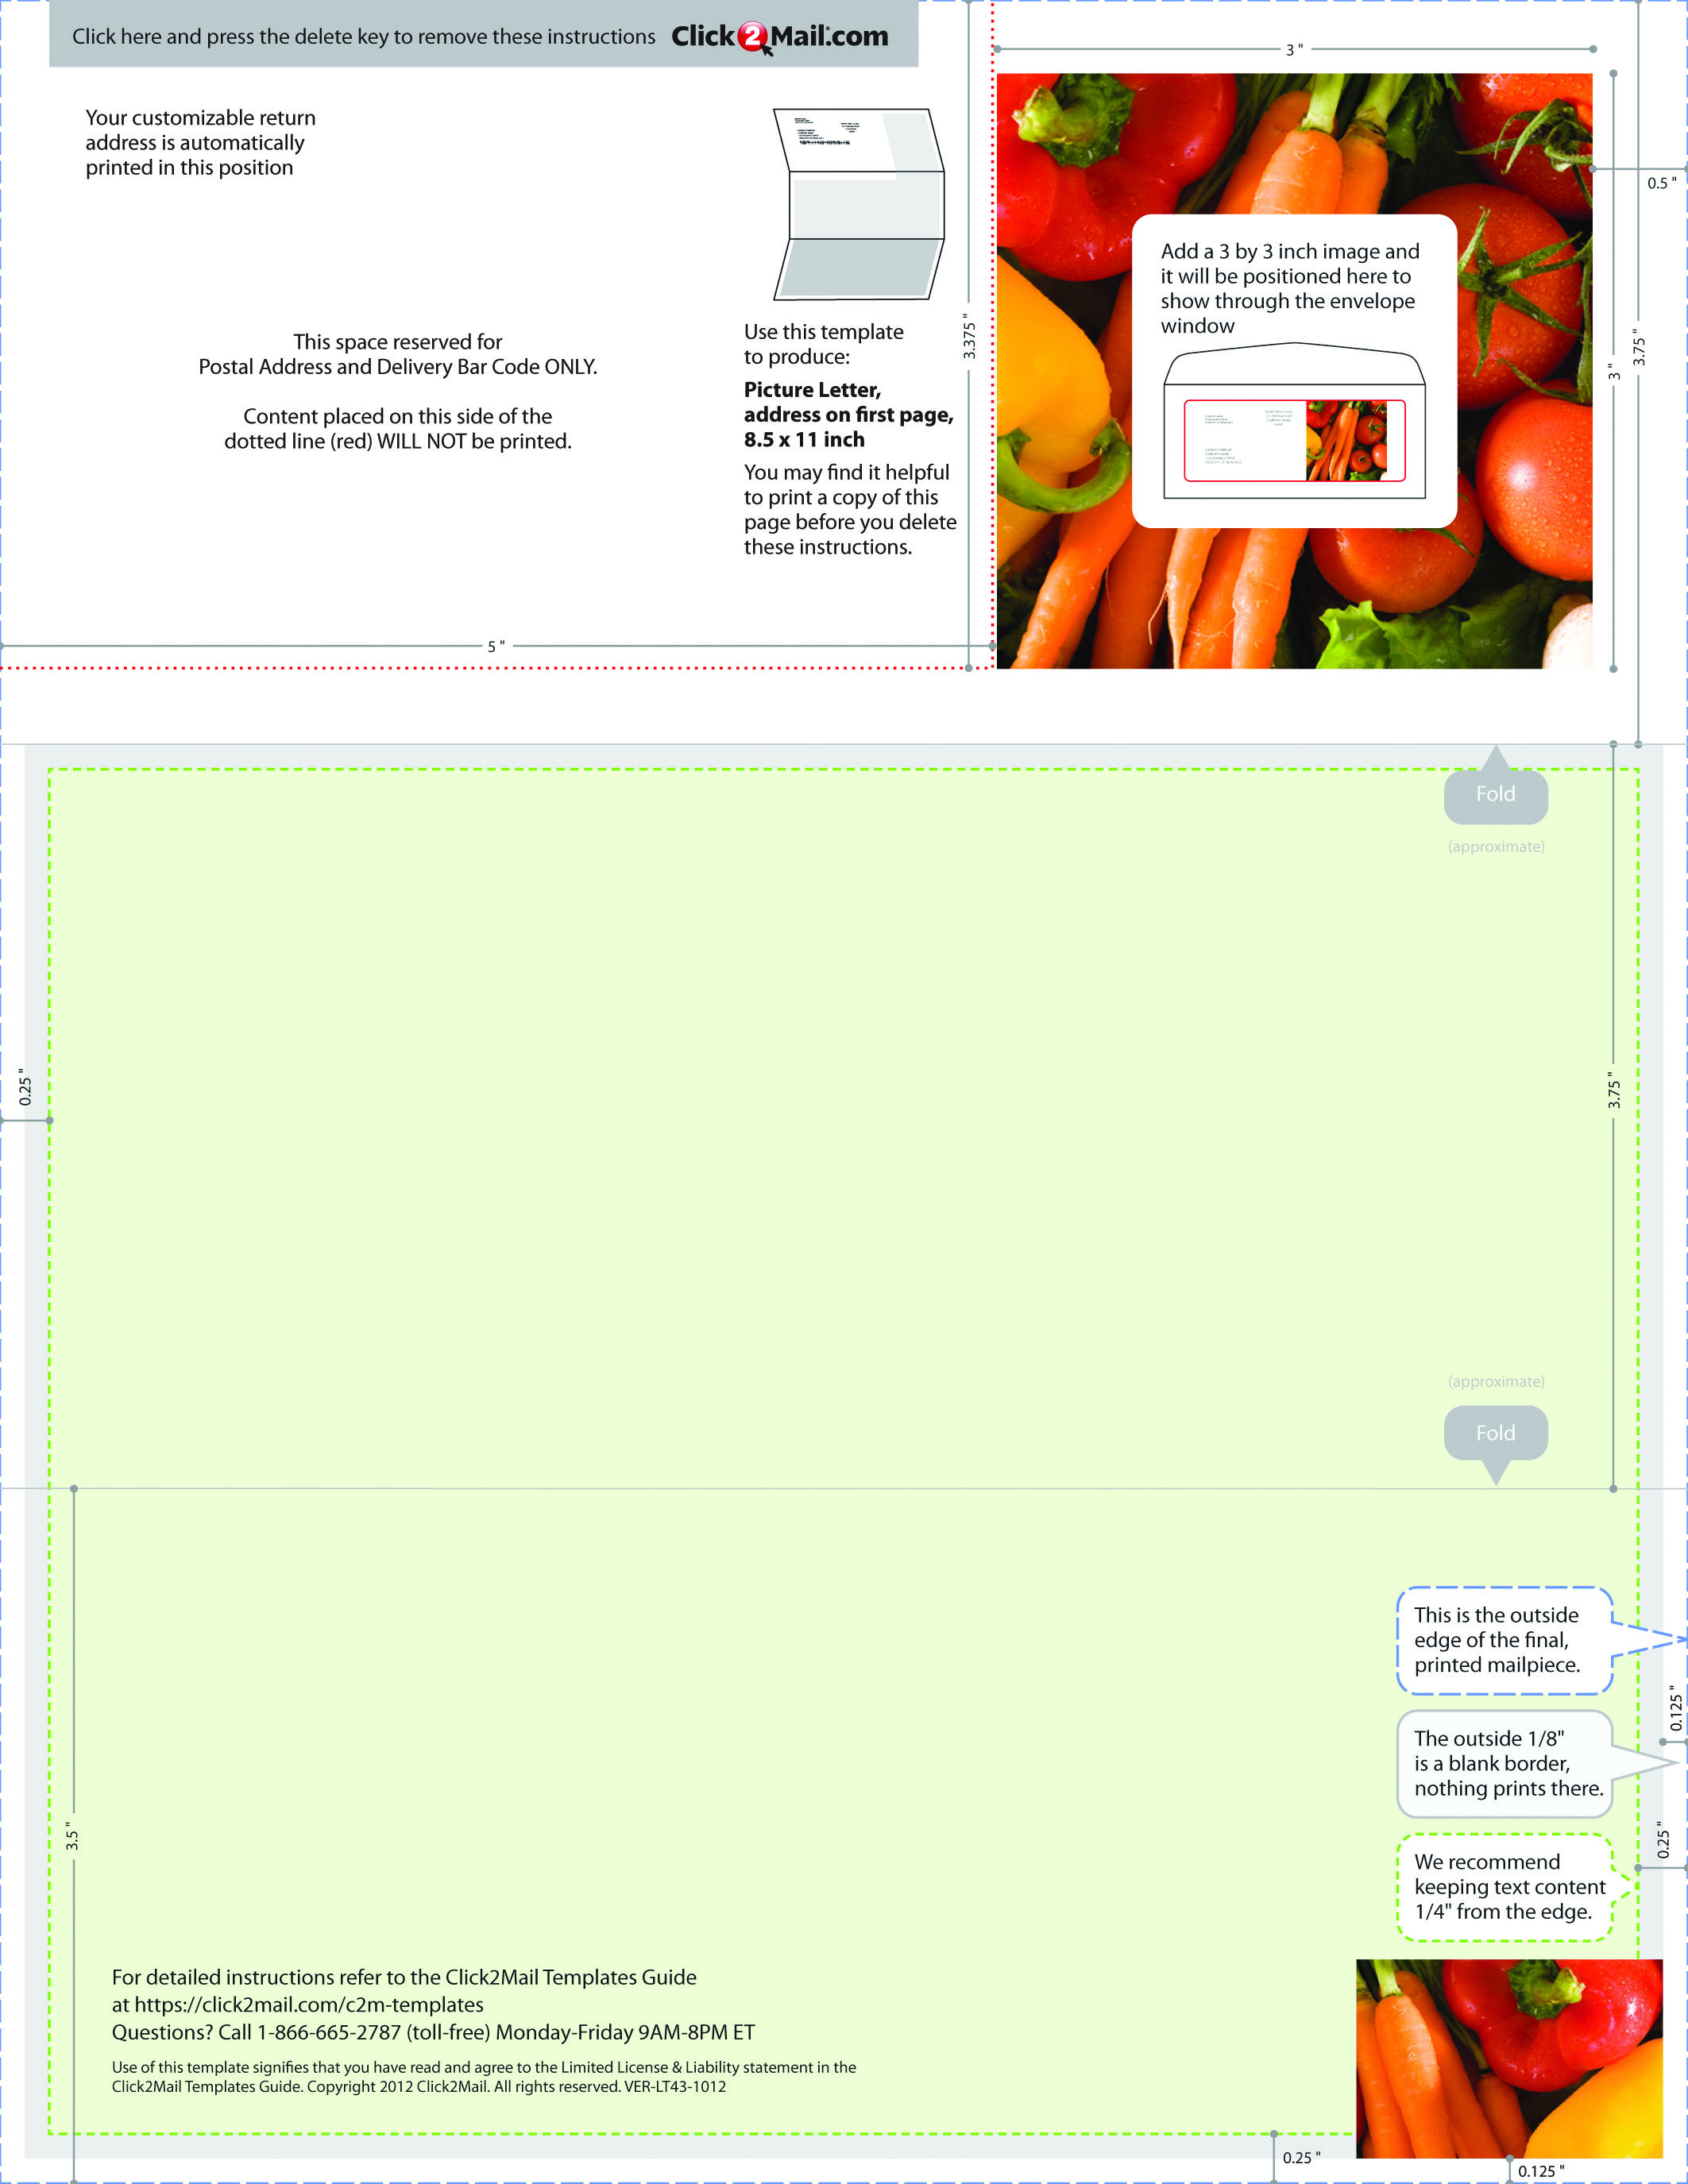 Click here and press the delete key to remove these instructions Click2Mail.com
Your customizable return
address is automatically
printed in this position
This space reserved for
Postal Address and Delivery Bar Code ONLY.
Content placed on this side of the
dotted line (red) WILL NOT be printed.
Use this template
to produce:
Picture Letter,
address on first page,
8.5 x 11 inch
You may find it helpful
to print a copy of this
page before you delete
these instructions.
3.375 "
5 "
3 "
Add a 3 by 3 inch image and
it will be positioned here to
show through the envelope
window
0.5 "
3 "
3.75 "
Fold
(approximate)
0.25 "
3.75 "
(approximate)
Fold
This is the outside
edge of the final,
printed mailpiece.
0.125 "
The outside 1/8"
is a blank border,
nothing prints there.
0.25 "
We recommend
keeping text content
1/4" from the edge.
3.5 "
For detailed instructions refer to the Click2Mail Templates Guide
at https://click2mail.com/c2m-templates
Questions? Call 1-866-665-2787 (toll-free) Monday-Friday 9AM-8PM ET
Use of this template signifies that you have read and agree to the Limited License & Liability statement in the
Click2Mail Templates Guide. Copyright 2012 Click2Mail. All rights reserved. VER-LT43-1012
0.25 "
0.125 "